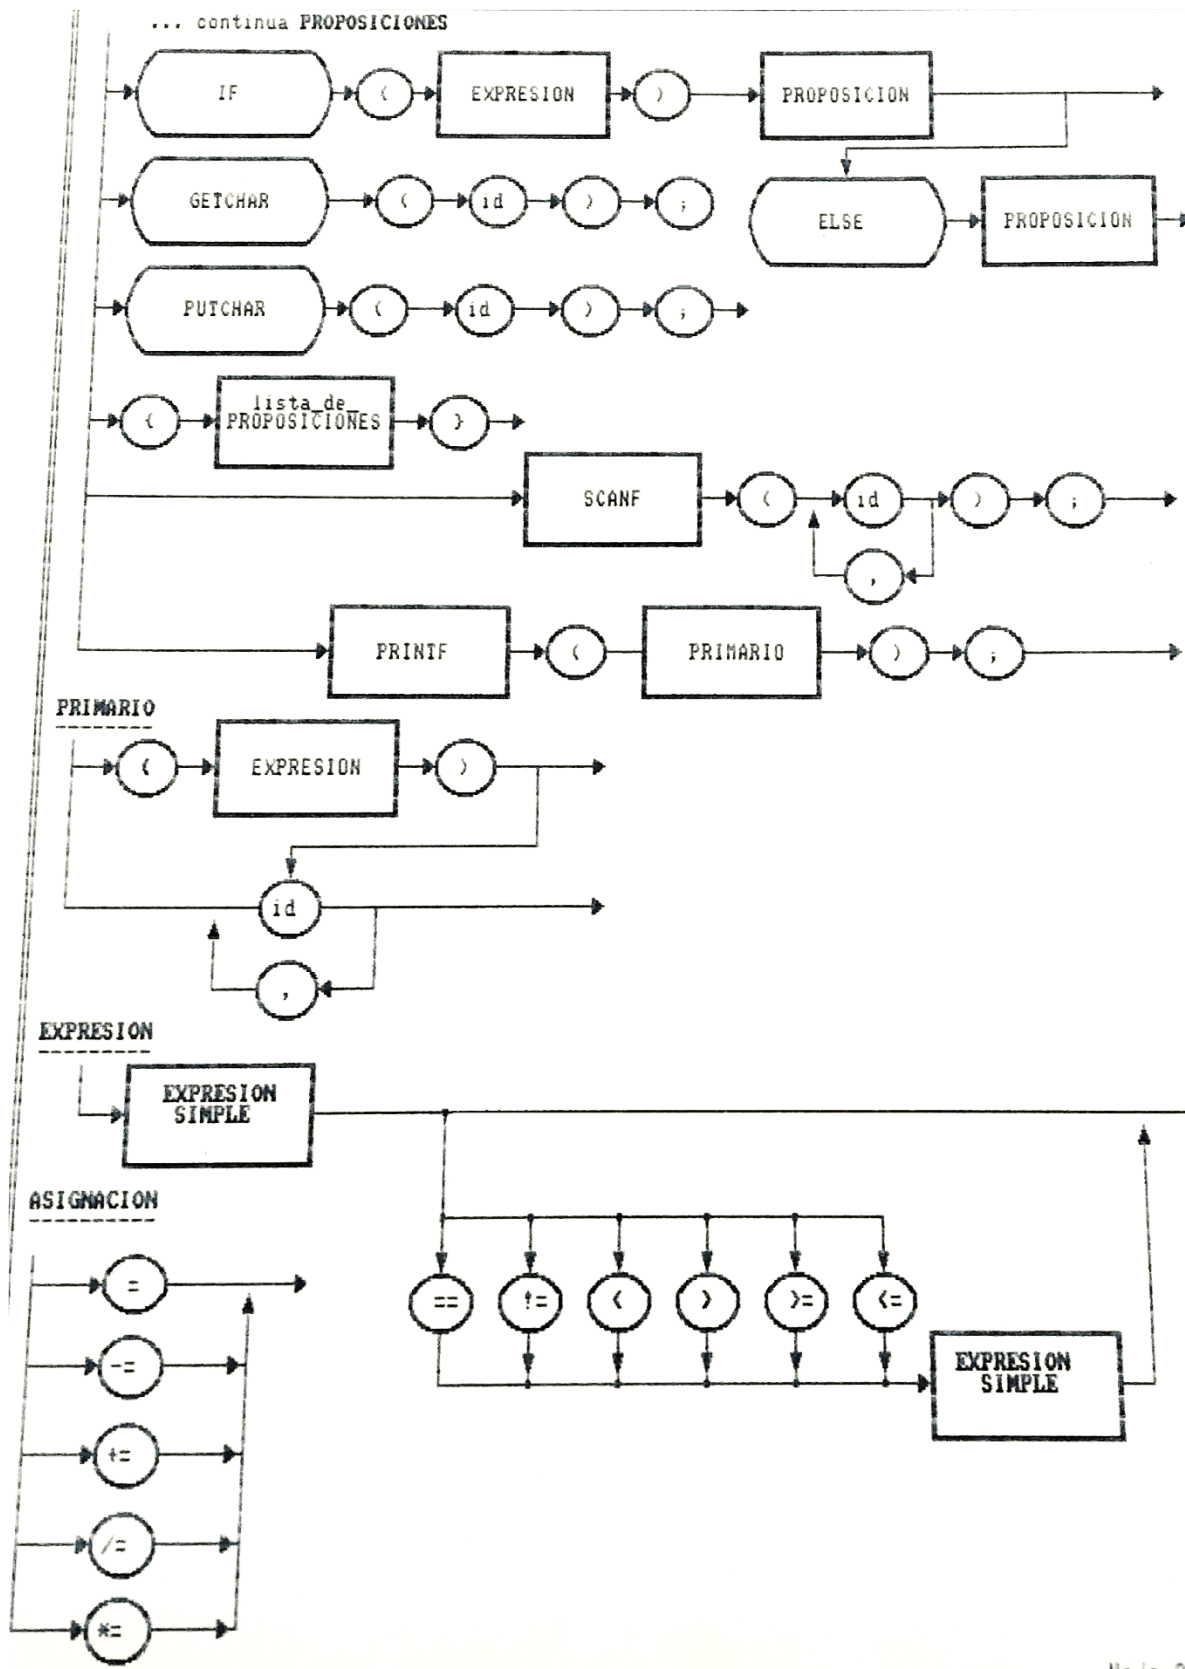 ... continua PROPOSICIONES
IF ( EXPRESION ) PROPOSICION
GETCHAR ( id ) ;
ELSE PROPOSICION
PUTCHAR ( id ) ;
{ lista_de_
PROPOSICIONES }
SCANF ( id ) ;
,
PRINTF ( PRIMARIO ) ;
PRIMARIO
( EXPRESION )
id
,
EXPRESION
EXPRESION
SIMPLE
ASIGNACION
=
== != < > >= <=
-=
EXPRESION
SIMPLE
+=
/=
*=